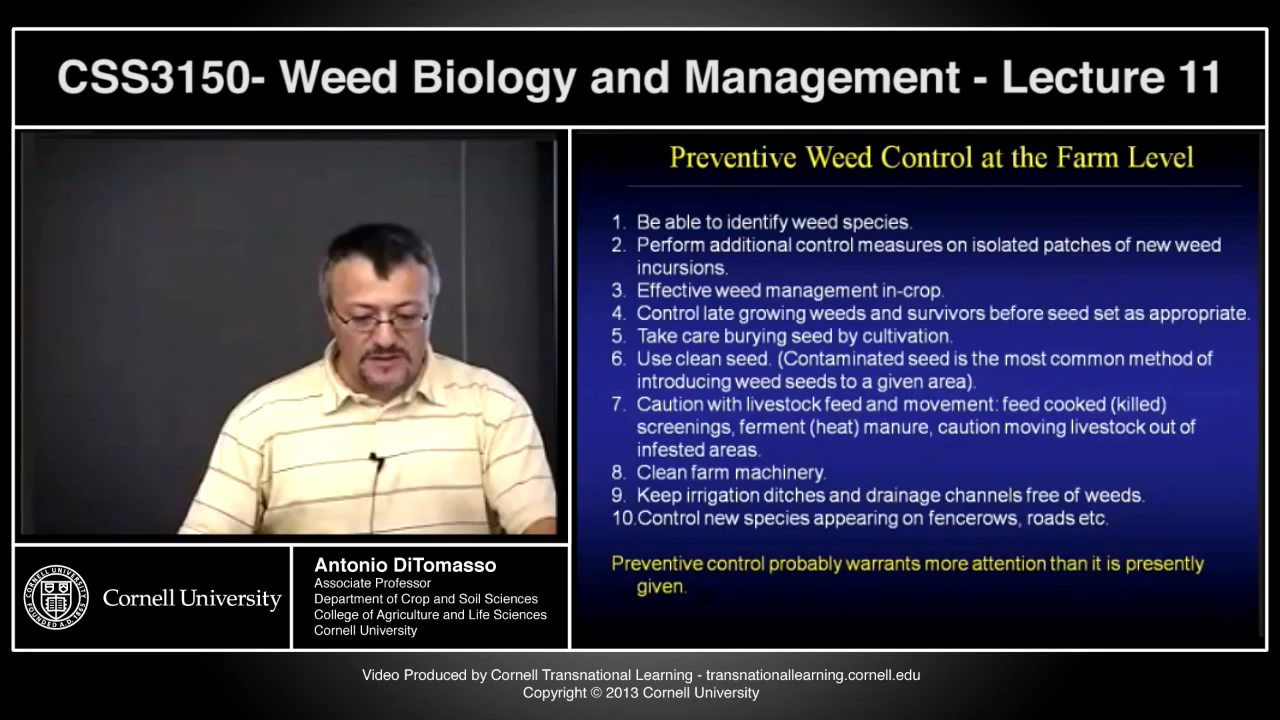 CSS3150- Weed Biology and Management - Lecture 11
Preventive Weed Control at the Farm Level
1. Be able to identify weed species.
2. Perform additional control measures on isolated patches of new weed
incursions.
3. Effective weed management in-crop.
4. Control late growing weeds and survivors before seed set as appropriate.
5. Take care burying seed by cultivation.
6. Use clean seed. (Contaminated seed is the most common method of
introducing weed seeds to a given area).
7. Caution with livestock feed and movement: feed cooked (killed)
screenings, ferment (heat) manure, caution moving livestock out of
infested areas.
8. Clean farm machinery.
9. Keep irrigation ditches and drainage channels free of weeds.
10.Control new species appearing on fencerows, roads etc.
Preventive control probably warrants more attention than it is presently
given.
Cornell University
Antonio DiTomasso
Associate Professor
Department of Crop and Soil Sciences
College of Agriculture and Life Sciences
Cornell University
Video Produced by Cornell Transnational Learning - transnationallearning.cornell.edu
Copyright © 2013 Cornell University